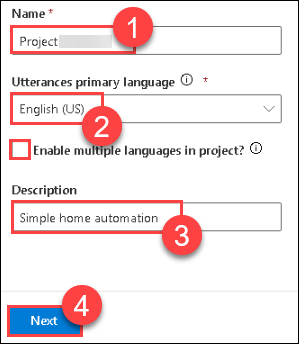 Name *
Project
1
Utterances primary language ⓘ *
English (US)
2
Enable multiple languages in project? ⓘ
Description
Simple home automation
3
4
Next